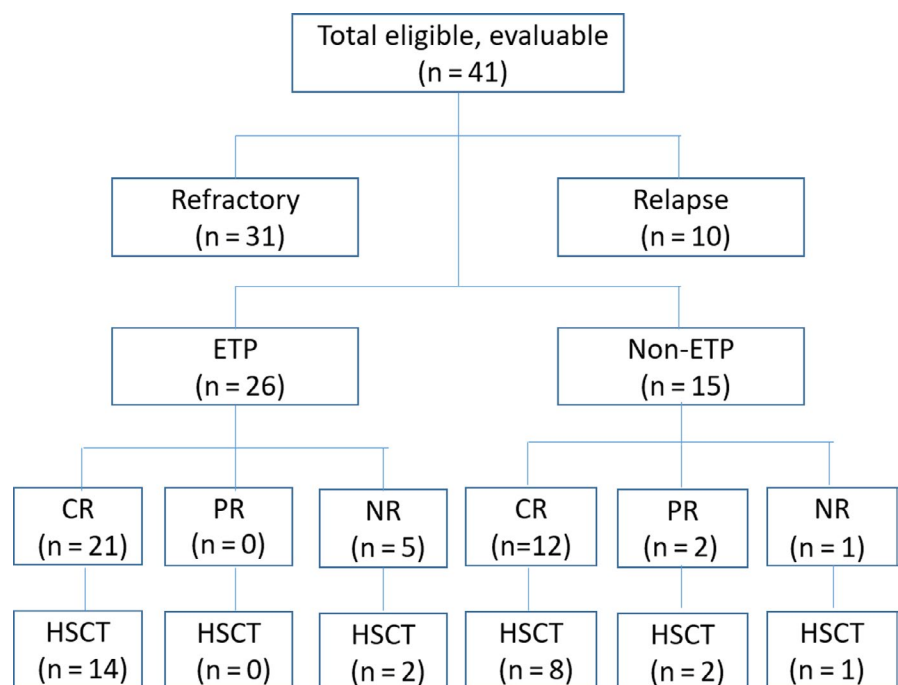 Total eligible, evaluable
(n = 41)
Refractory
(n = 31)
Relapse
(n = 10)
ETP
(n = 26)
Non-ETP
(n = 15)
CR
(n = 21)
PR
(n = 0)
NR
(n = 5)
CR
(n=12)
PR
(n = 2)
NR
(n = 1)
HSCT
(n = 14)
HSCT
(n = 0)
HSCT
(n = 2)
HSCT
(n = 8)
HSCT
(n = 2)
HSCT
(n = 1)